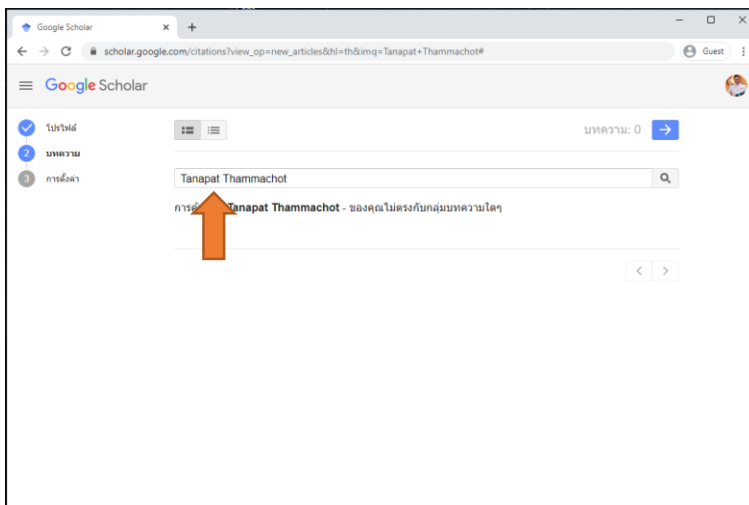 Google Scholar
scholar.google.com/citations?view_op=new_articles&hl=th&imq=Tanapat+Thammachot#
Guest
Google Scholar
โปรไฟล์
บทความ: 0
2 บทความ
3 การตั้งค่า
Tanapat Thammachot
Tanapat Thammachot - ของคุณไม่ตรงกับกลุ่มบทความใดๆ